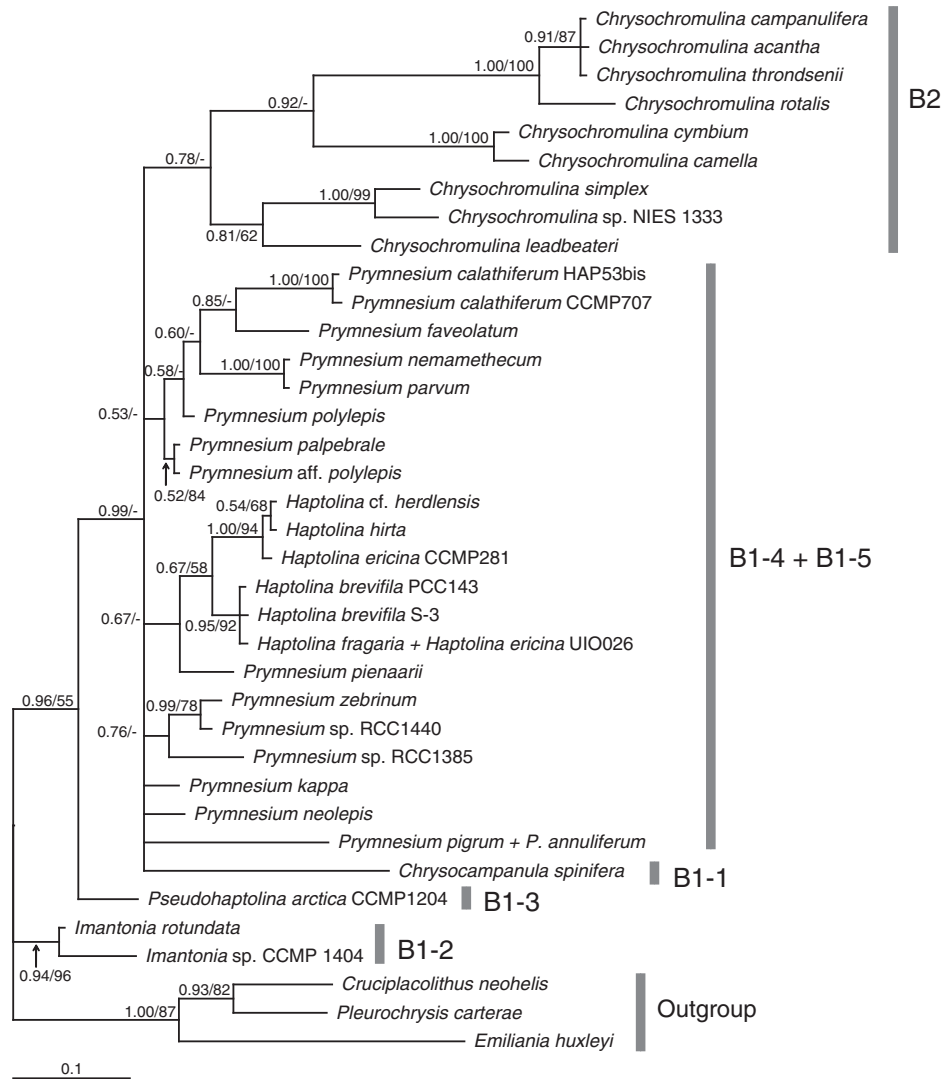 Chrysochromulina campanulifera
0.91/87
Chrysochromulina acantha
1.00/100
Chrysochromulina throndsenii
B2
0.92/-
Chrysochromulina rotalis
Chrysochromulina cymbium
1.00/100
0.78/-
Chrysochromulina camella
Chrysochromulina simplex
1.00/99
Chrysochromulina sp. NIES 1333
0.81/62
Chrysochromulina leadbeateri
Prymnesium calathiferum HAP53bis
1.00/100
0.85/-
Prymnesium calathiferum CCMP707
0.60/-
Prymnesium faveolatum
Prymnesium nemamethecum
1.00/100
0.58/-
Prymnesium parvum
0.53/-
Prymnesium polylepis
Prymnesium palpebrale
Prymnesium aff. polylepis
0.52/84
0.54/68
Haptolina cf. herdlensis
0.99/-
1.00/94
Haptolina hirta
Haptolina ericina CCMP281
B1-4 + B1-5
0.67/58
Haptolina brevifila PCC143
0.67/-
Haptolina brevifila S-3
0.95/92
Haptolina fragaria + Haptolina ericina UIO026
Prymnesium pienaarii
0.96/55
0.99/78
Prymnesium zebrinum
0.76/-
Prymnesium sp. RCC1440
Prymnesium sp. RCC1385
Prymnesium kappa
Prymnesium neolepis
Prymnesium pigrum + P. annuliferum
Chrysocampanula spinifera
B1-1
Pseudohaptolina arctica CCMP1204
B1-3
Imantonia rotundata
B1-2
Imantonia sp. CCMP 1404
0.94/96
Cruciplacolithus neohelis
0.93/82
Pleurochrysis carterae
Outgroup
1.00/87
Emiliania huxleyi
0.1